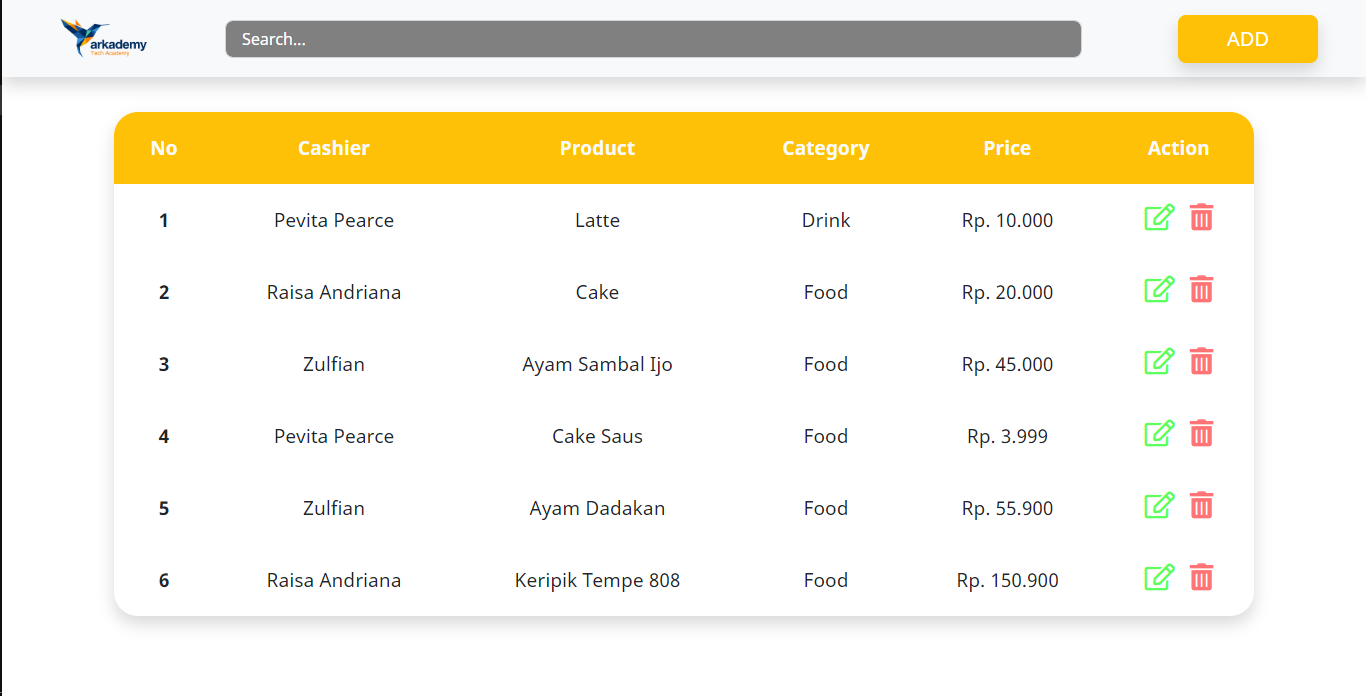 arkademy
Tech Academy
Search...
ADD
No Cashier Product Category Price Action
1 Pevita Pearce Latte Drink Rp. 10.000
2 Raisa Andriana Cake Food Rp. 20.000
3 Zulfian Ayam Sambal Ijo Food Rp. 45.000
4 Pevita Pearce Cake Saus Food Rp. 3.999
5 Zulfian Ayam Dadakan Food Rp. 55.900
6 Raisa Andriana Keripik Tempe 808 Food Rp. 150.900